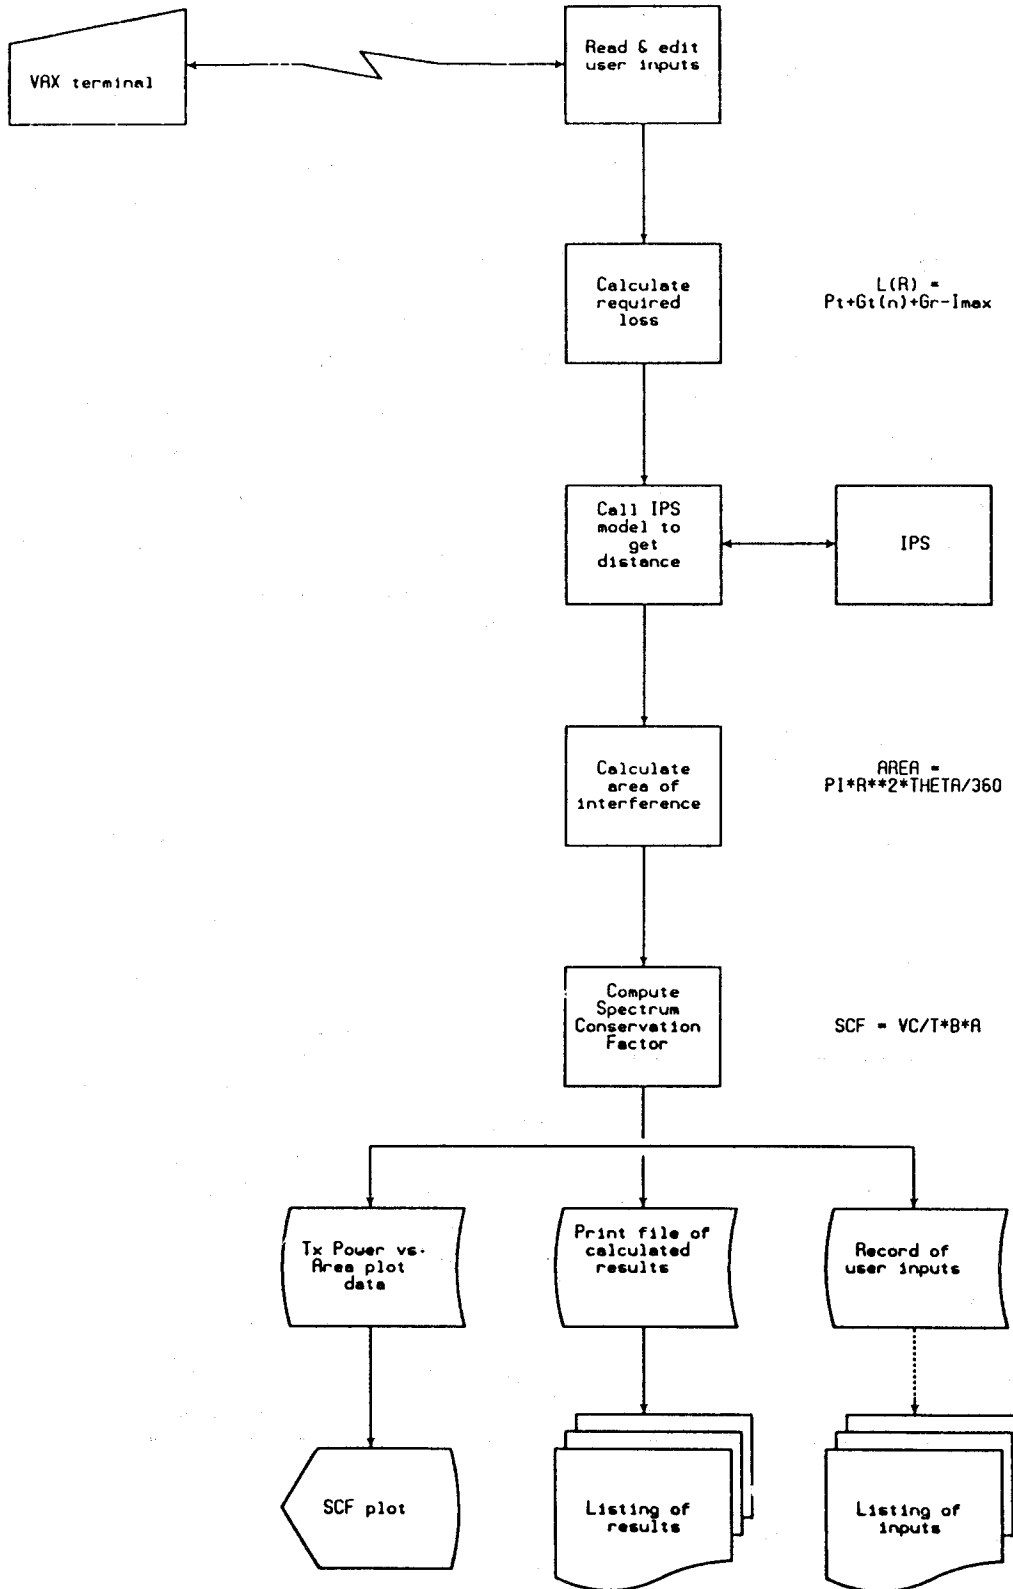 VAX terminal
Read & edit
user inputs
Calculate
required
loss
L(R) =
Pt+Gt(n)+Gr-Imax
Call IPS
model to
get
distance
IPS
Calculate
area of
interference
AREA =
PI*R**2*THETA/360
Compute
Spectrum
Conservation
Factor
SCF = VC/T*B*A
Tx Power vs.
Area plot
data
Print file of
calculated
results
Record of
user inputs
SCF plot
Listing of
results
Listing of
inputs